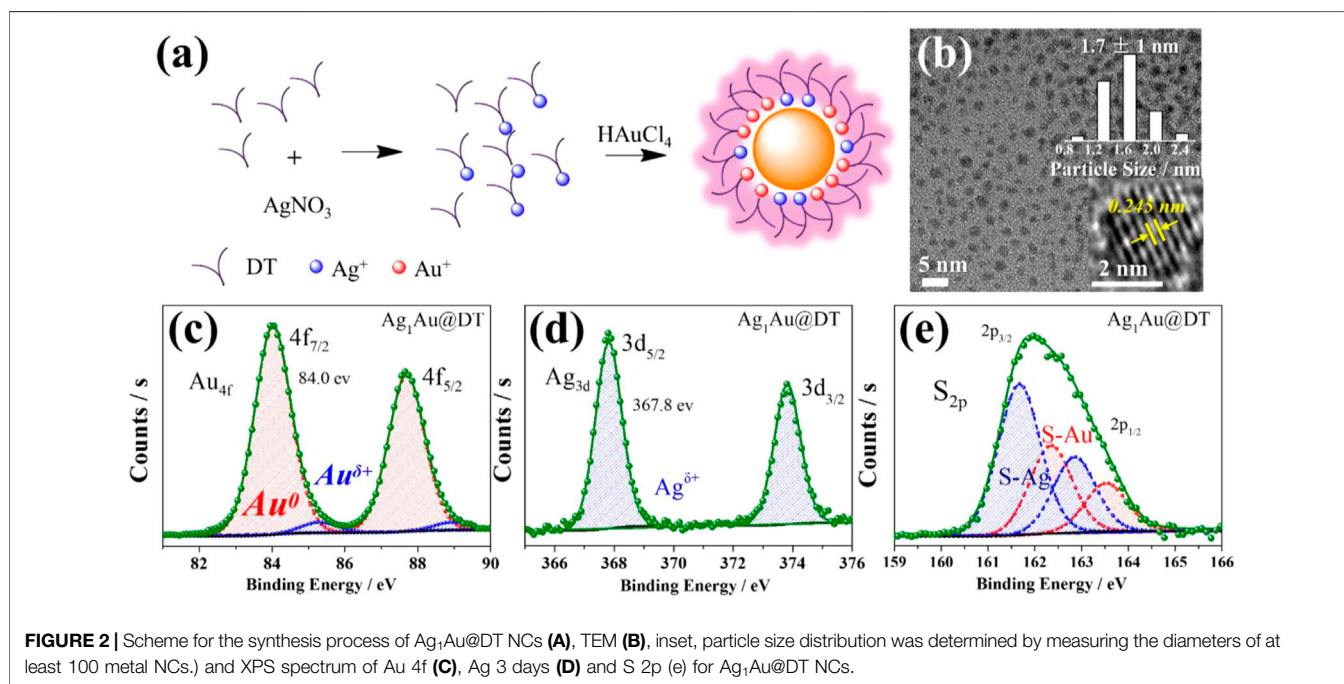 (a)
+
AgNO₃
HAuCl₄
DT
Ag⁺
Au⁺
(b)
1.7 ± 1 nm
0.8 1.2 1.6 2.0 2.4
Particle Size / nm
0.245 nm
5 nm
2 nm
(c)
Ag₁Au@DT
4f₇/₂
84.0 ev
4f₅/₂
Au₄f
Au⁰
Auᵟ⁺
Counts / s
82 84 86 88 90
Binding Energy / eV
(d)
Ag₁Au@DT
3d₅/₂
Ag₃d
367.8 ev
3d₃/₂
Agᵟ⁺
Counts / s
366 368 370 372 374 376
Binding Energy / eV
(e)
Ag₁Au@DT
2p₃/₂
S₂p
2p₁/₂
S-Au
S-Ag
Counts / s
159 160 161 162 163 164 165 166
Binding Energy / eV
FIGURE 2 | Scheme for the synthesis process of Ag₁Au@DT NCs (A), TEM (B), inset, particle size distribution was determined by measuring the diameters of at
least 100 metal NCs.) and XPS spectrum of Au 4f (C), Ag 3 days (D) and S 2p (e) for Ag₁Au@DT NCs.